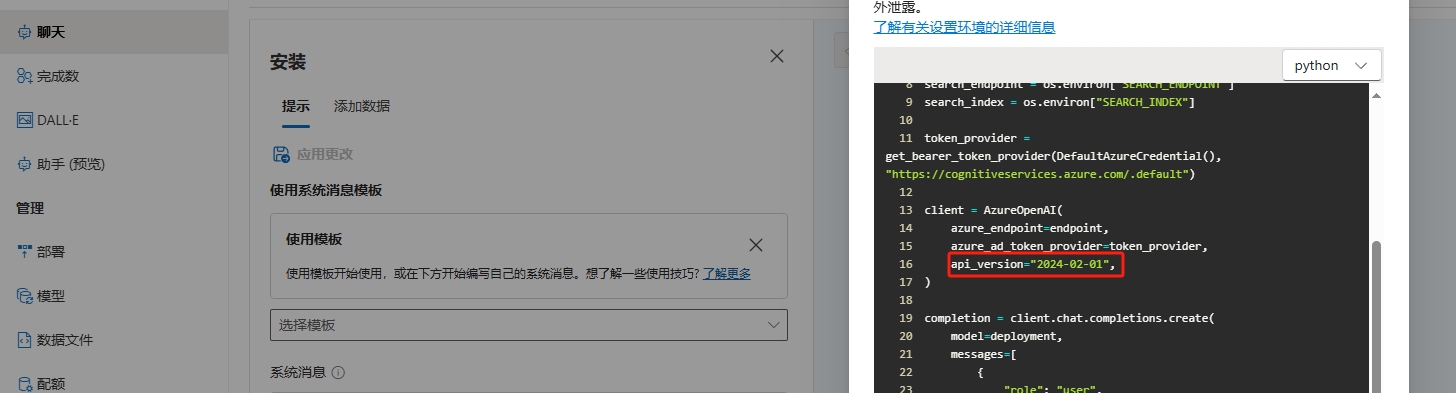 聊天
完成数
DALL·E
助手 (预览)
管理
部署
模型
数据文件
配额
安装
提示
添加数据
应用更改
使用系统消息模板
使用模板
使用模板开始使用，或在下方开始编写自己的系统消息。想了解一些使用技巧? 了解更多
选择模板
系统消息
外泄露。
了解有关设置环境的详细信息
python
8 search_endpoint = os.environ["SEARCH_ENDPOINT"]
9 search_index = os.environ["SEARCH_INDEX"]
10
11 token_provider =
get_bearer_token_provider(DefaultAzureCredential(),
"https://cognitiveservices.azure.com/.default")
12
13 client = AzureOpenAI(
14 azure_endpoint=endpoint,
15 azure_ad_token_provider=token_provider,
16 api_version="2024-02-01",
17 )
18
19 completion = client.chat.completions.create(
20 model=deployment,
21 messages=[
22 {
23 "role": "user",